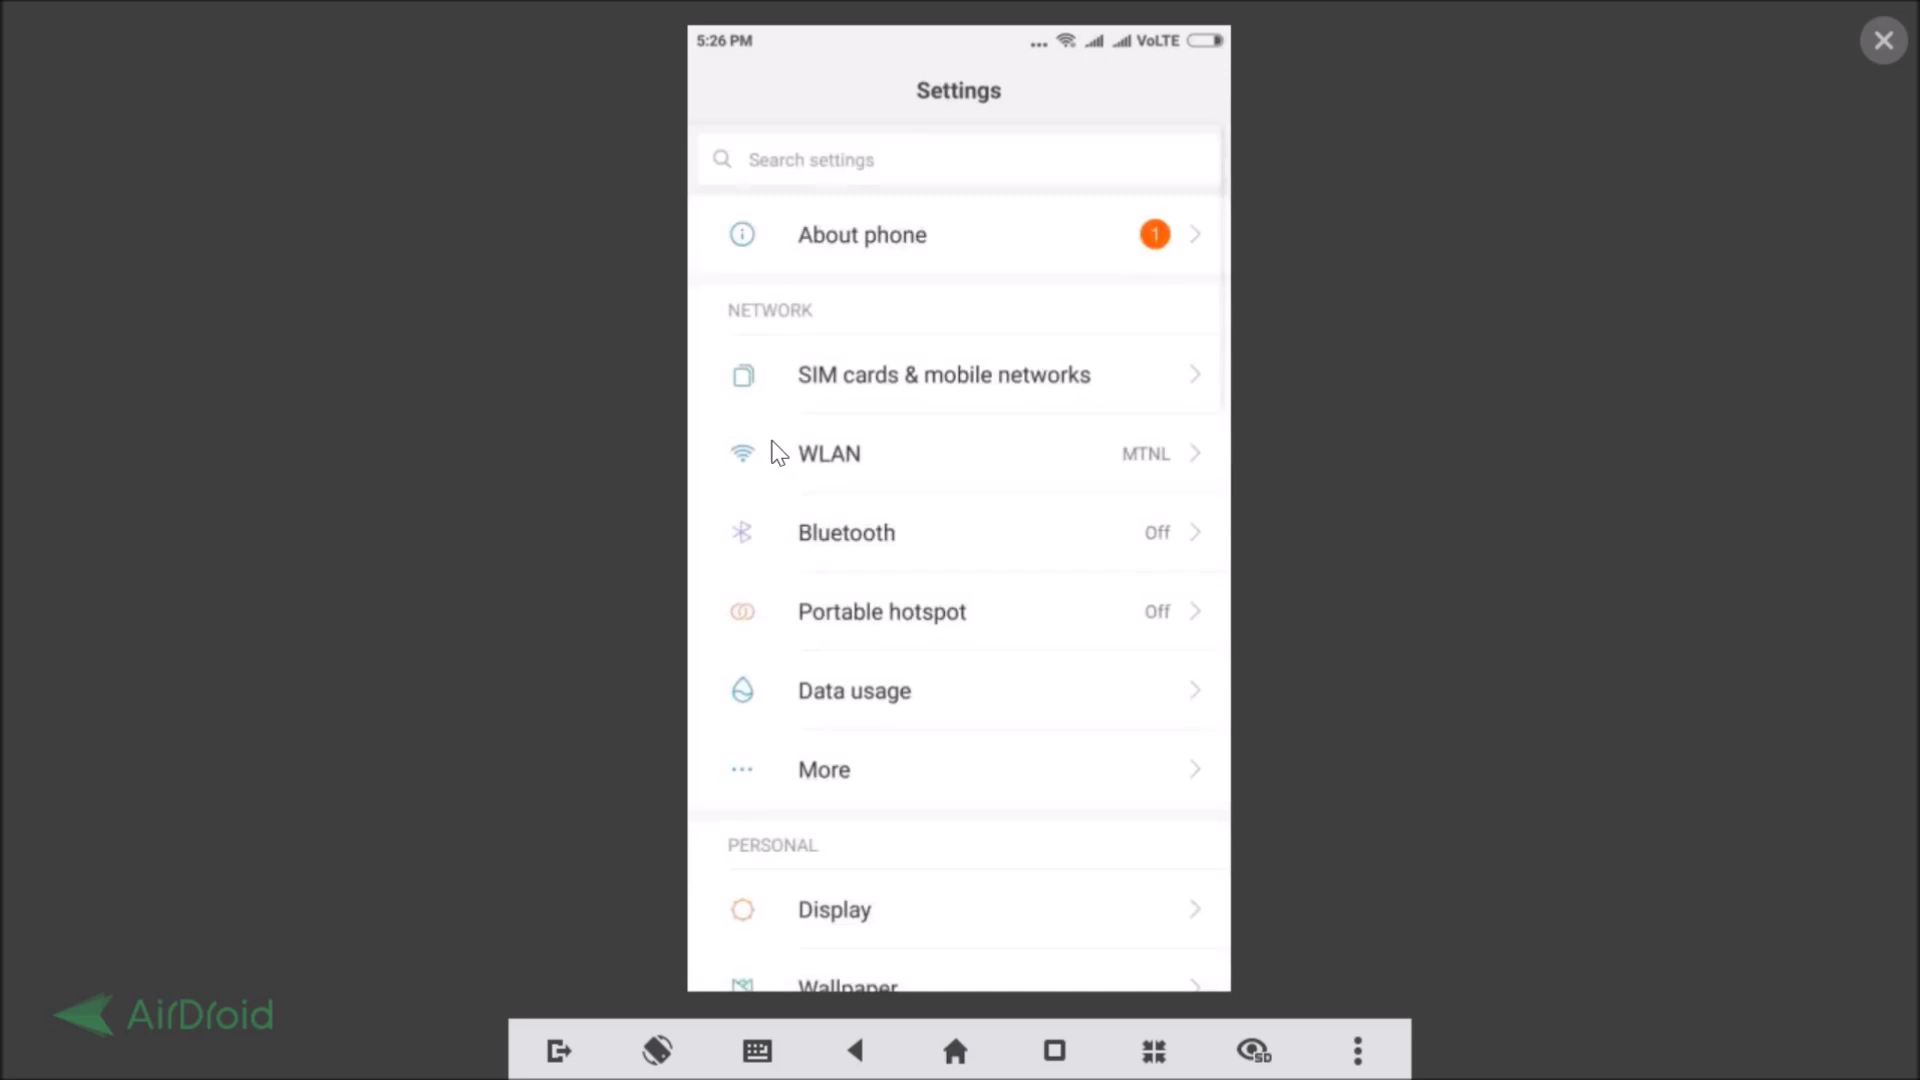 5:26 PM ... VoLTE
Settings
Search settings
About phone 1
NETWORK
SIM cards & mobile networks
WLAN MTNL
Bluetooth Off
Portable hotspot Off
Data usage
More
PERSONAL
Display
Wallpaper
AirDroid
SD